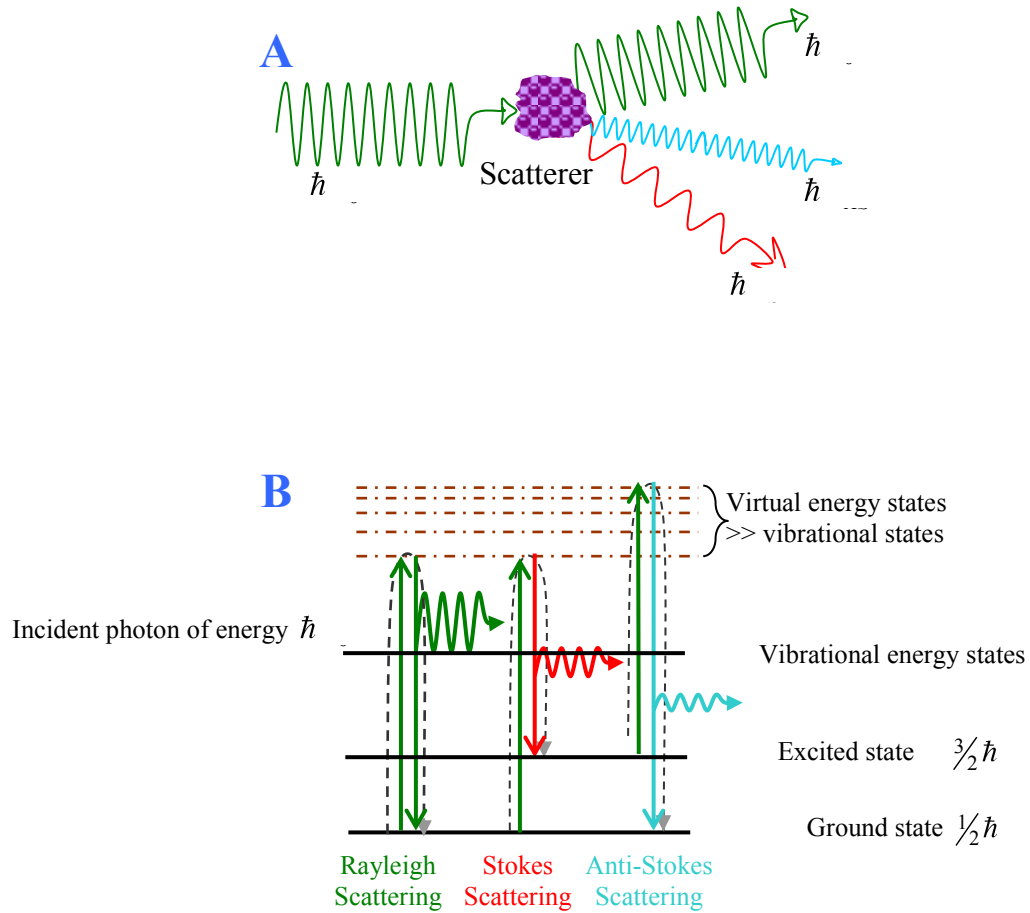 A
ħ
ħ
Scatterer
ħ
ħ
B
Virtual energy states
>> vibrational states
Incident photon of energy ħ
Vibrational energy states
Excited state 3/2 ħ
Ground state 1/2 ħ
Rayleigh
Scattering
Stokes
Scattering
Anti-Stokes
Scattering